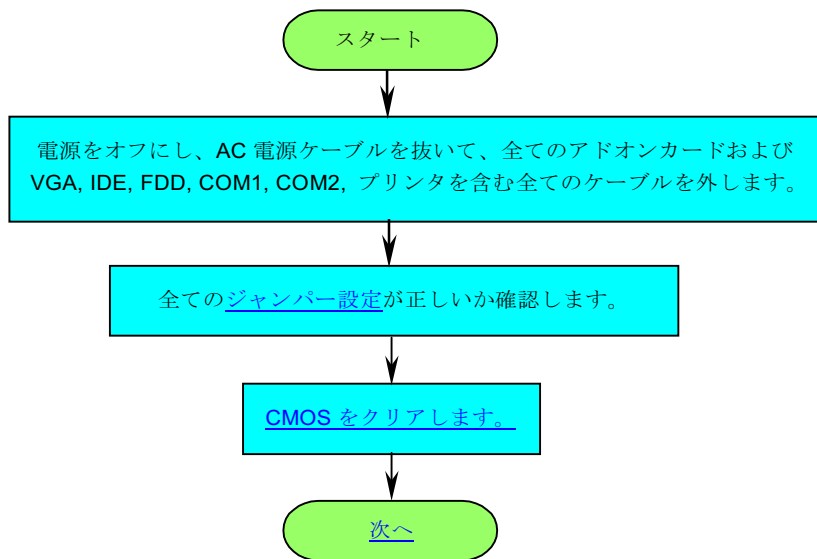 スタート
電源をオフにし、AC 電源ケーブルを抜いて、全てのアドオンカードおよび
VGA, IDE, FDD, COM1, COM2, プリンタを含む全てのケーブルを外します。
全てのジャンパー設定が正しいか確認します。
CMOS をクリアします。
次へ